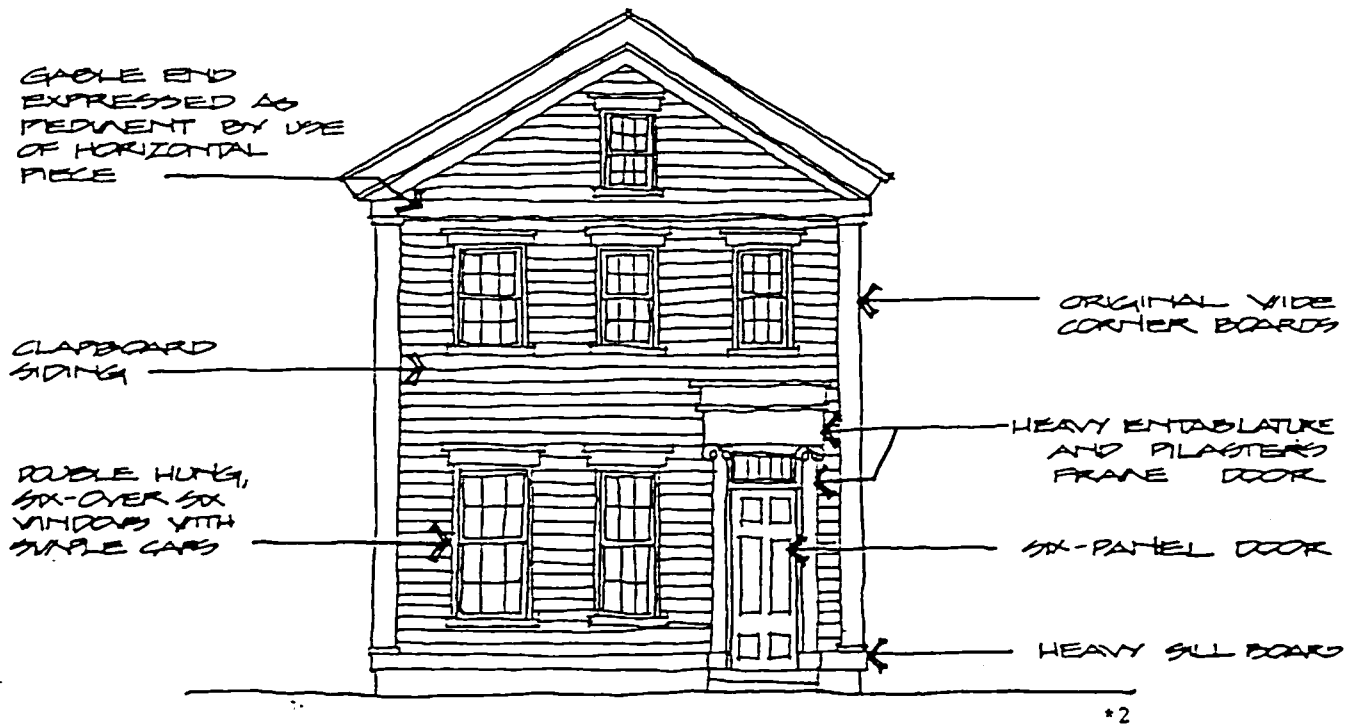 GABLE END
EXPRESSED AS
PEDIMENT BY USE
OF HORIZONTAL
PIECE
CLAPBOARD
SIDING
DOUBLE HUNG,
SIX-OVER SIX
WINDOWS WITH
SIMPLE CAPS
ORIGINAL WIDE
CORNER BOARDS
HEAVY ENTABLATURE
AND PILASTERS
FRAME DOOR
SIX-PANEL DOOR
HEAVY SILL BOARD
*2